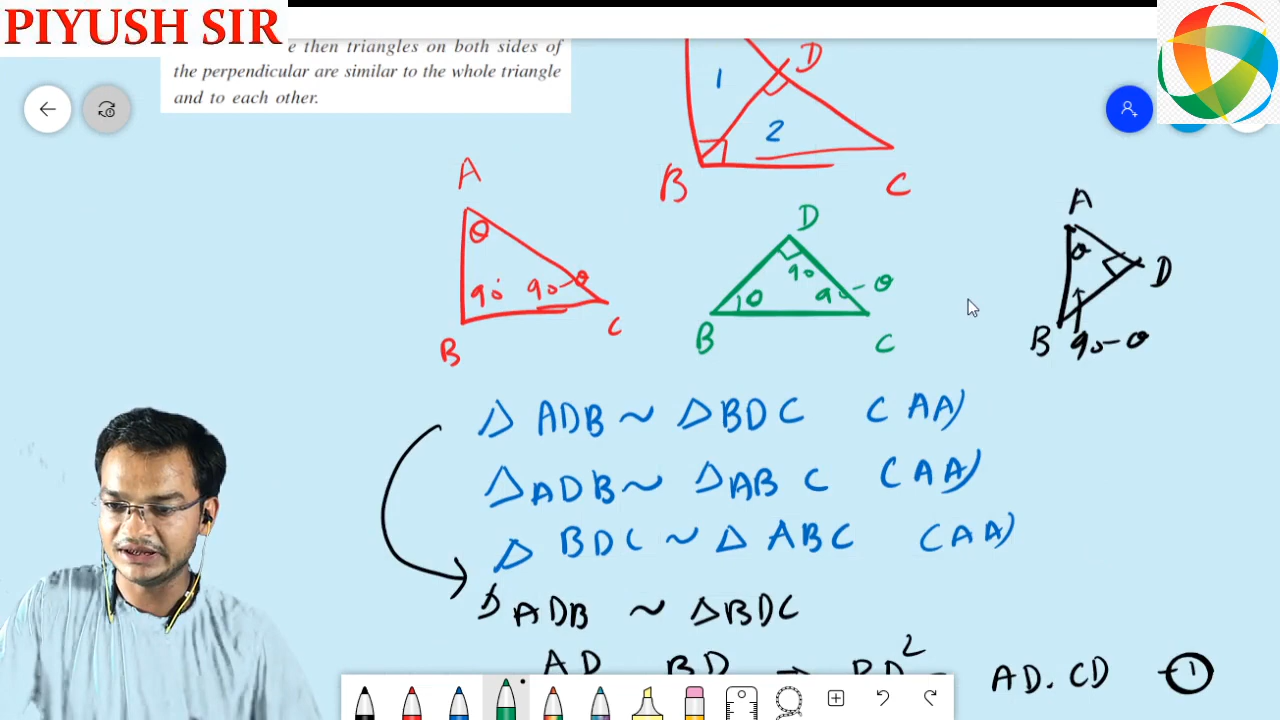 PIYUSH SIR
then triangles on both sides of
the perpendicular are similar to the whole triangle
and to each other.
D
1
2
B
C
A
θ
90° 90-θ
B
C
D
90
θ 90-θ
B
C
A
θ
D
B 90-θ
Δ ADB ~ Δ BDC (AA)
Δ ADB ~ Δ ABC (AA)
Δ BDC ~ Δ ABC (AA)
Δ ADB ~ Δ BDC
AD BD → BD² AD.CD -1